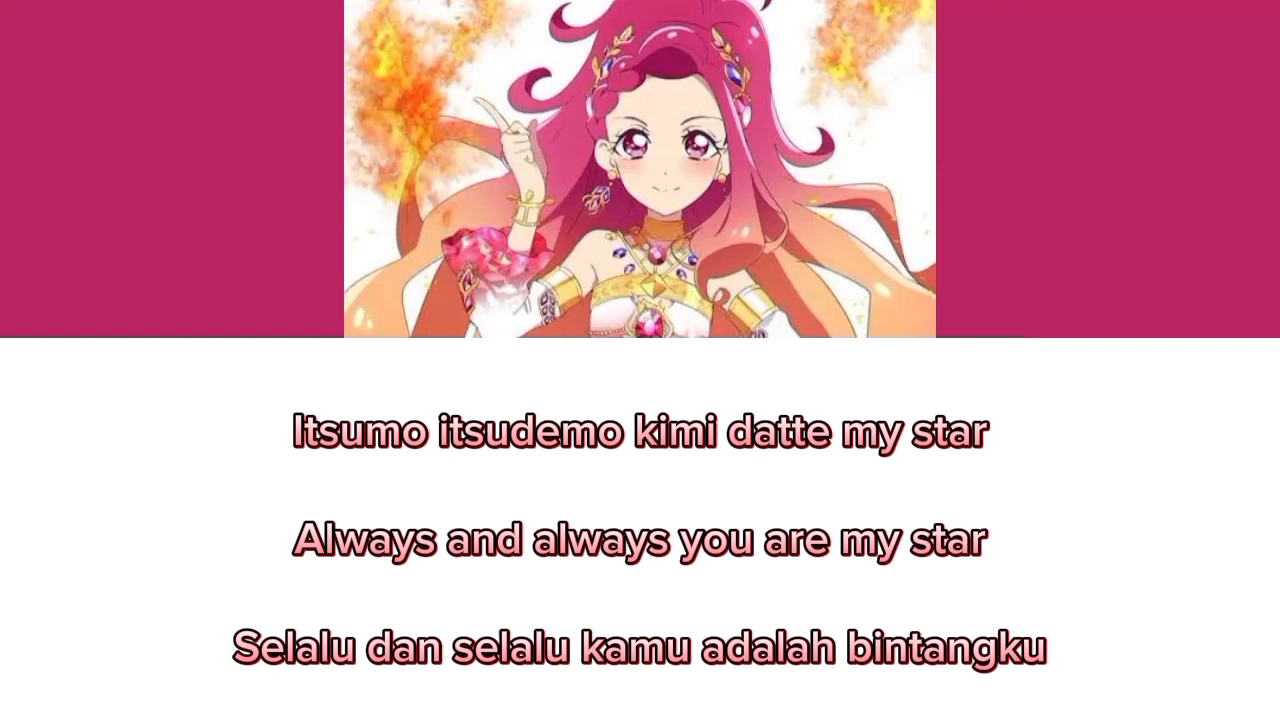 Itsumo itsudemo kimi datte my star
Always and always you are my star
Selalu dan selalu kamu adalah bintangku